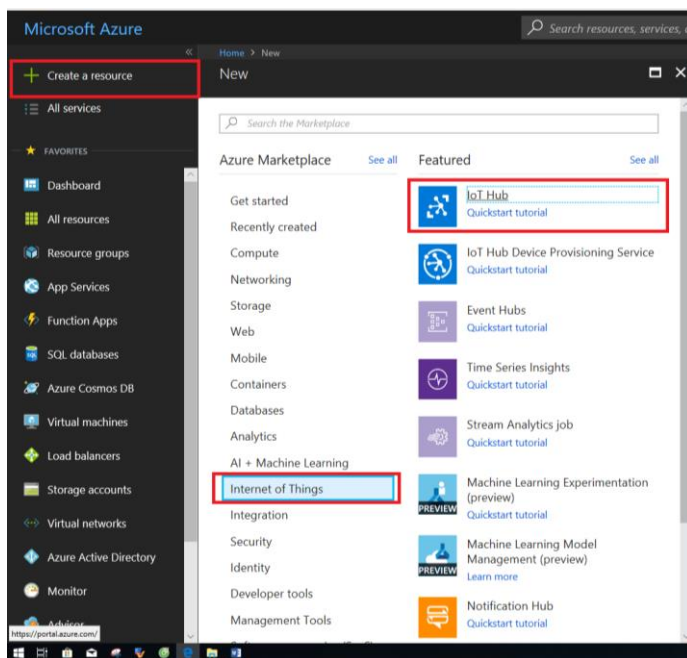 Microsoft Azure
Search resources, services,
Home > New
Create a resource
New
All services
Search the Marketplace
FAVORITES
Azure Marketplace
See all
Featured
See all
Dashboard
All resources
Resource groups
App Services
Function Apps
SQL databases
Azure Cosmos DB
Virtual machines
Load balancers
Storage accounts
Virtual networks
Azure Active Directory
Monitor
Advisor
https://portal.azure.com/
Get started
Recently created
Compute
Networking
Storage
Web
Mobile
Containers
Databases
Analytics
AI + Machine Learning
Internet of Things
Integration
Security
Identity
Developer tools
Management Tools
IoT Hub
Quickstart tutorial
IoT Hub Device Provisioning Service
Quickstart tutorial
Event Hubs
Quickstart tutorial
Time Series Insights
Quickstart tutorial
Stream Analytics job
Quickstart tutorial
PREVIEW
Machine Learning Experimentation
(preview)
Quickstart tutorial
PREVIEW
Machine Learning Model
Management (preview)
Learn more
Notification Hub
Quickstart tutorial